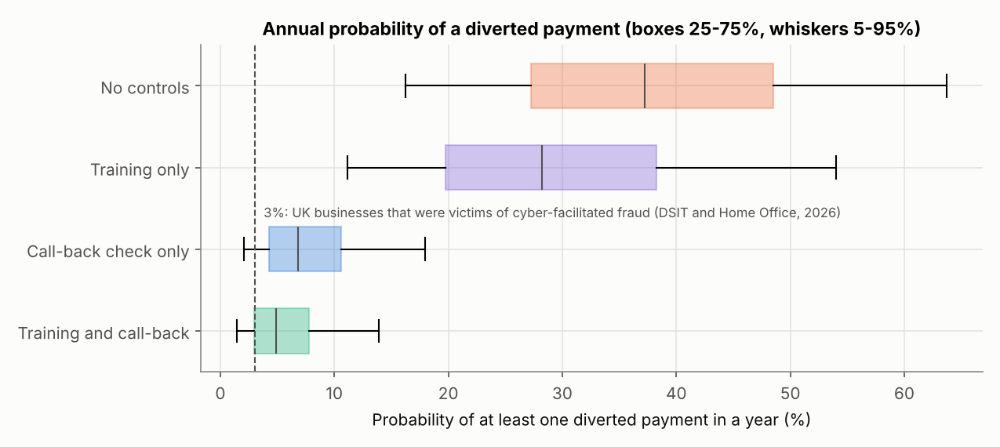 Annual probability of a diverted payment (boxes 25-75%, whiskers 5-95%)
No controls
Training only
3%: UK businesses that were victims of cyber-facilitated fraud (DSIT and Home Office, 2026)
Call-back check only
Training and call-back
0 10 20 30 40 50 60
Probability of at least one diverted payment in a year (%)